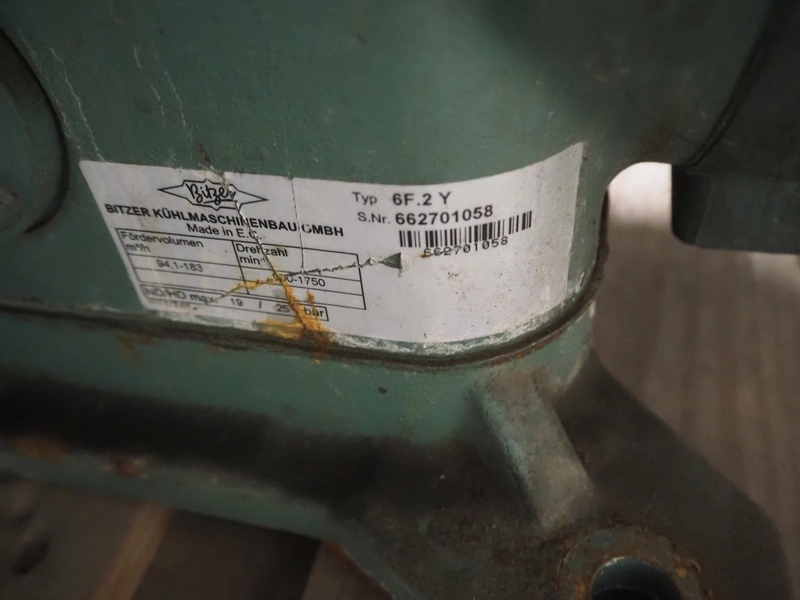 Bitzer
BITZER KÜHLMASCHINENBAU GMBH
Made in E.C.
Typ 6F.2 Y
S.Nr. 662701058
662701058
Fördervolumen
m³/h
94,1-183
Drehzahl
min-¹
ND/HD max. 19 / 25 bar